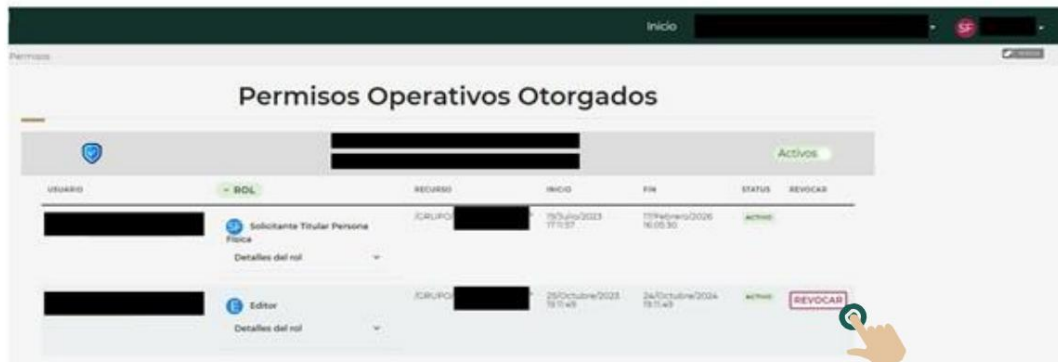 Inicio
SF
Permisos
Permisos Operativos Otorgados
Activos
USUARIO ROL RECURSO INICIO FIN STATUS REVOCAR
SF Solicitante Titular Persona Física /GRUPO/ 19/Julio/2023 17:11:57 17/Febrero/2026 16:05:30 ACTIVO
Detalles del rol
E Editor /GRUPO/ 25/Octubre/2023 19:11:49 24/Octubre/2024 19:11:49 ACTIVO REVOCAR
Detalles del rol